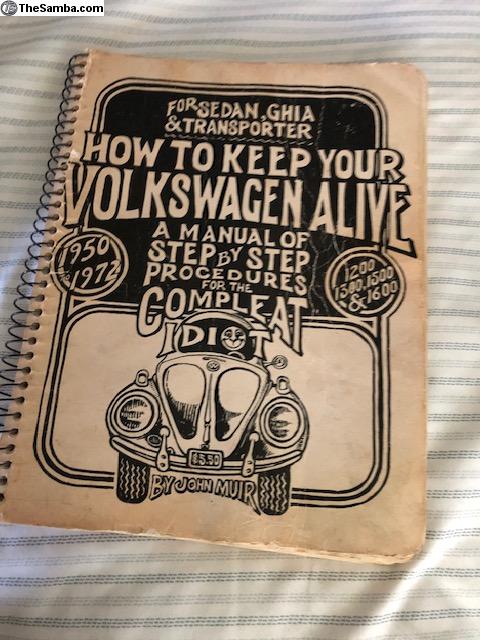 TheSamba.com
FOR SEDAN, GHIA
& TRANSPORTER
HOW TO KEEP YOUR
VOLKSWAGEN ALIVE
A MANUAL OF
STEP BY STEP
PROCEDURES
FOR THE
COMPLEAT
IDIOT
1950
TO
1972
1200
1300, 1500
& 1600
$5.50
BY JOHN MUIR